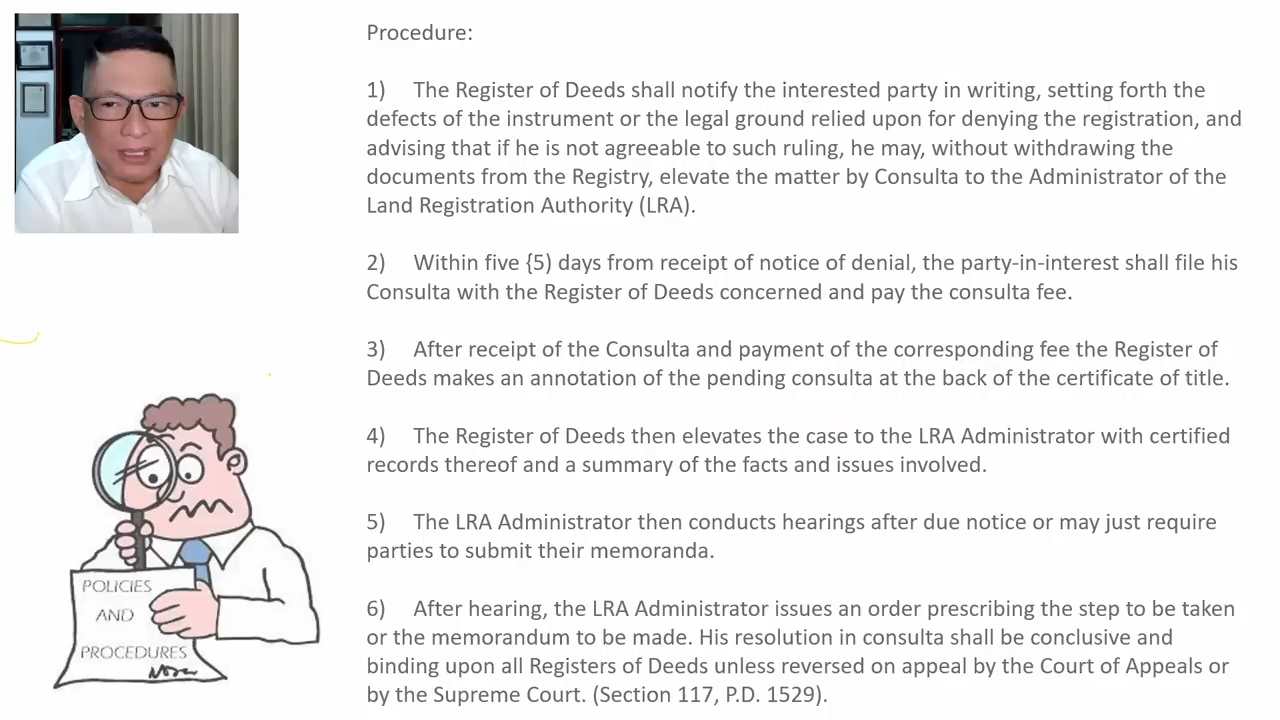 Procedure:
1) The Register of Deeds shall notify the interested party in writing, setting forth the
defects of the instrument or the legal ground relied upon for denying the registration, and
advising that if he is not agreeable to such ruling, he may, without withdrawing the
documents from the Registry, elevate the matter by Consulta to the Administrator of the
Land Registration Authority (LRA).
2) Within five {5) days from receipt of notice of denial, the party-in-interest shall file his
Consulta with the Register of Deeds concerned and pay the consulta fee.
3) After receipt of the Consulta and payment of the corresponding fee the Register of
Deeds makes an annotation of the pending consulta at the back of the certificate of title.
4) The Register of Deeds then elevates the case to the LRA Administrator with certified
records thereof and a summary of the facts and issues involved.
5) The LRA Administrator then conducts hearings after due notice or may just require
parties to submit their memoranda.
6) After hearing, the LRA Administrator issues an order prescribing the step to be taken
or the memorandum to be made. His resolution in consulta shall be conclusive and
binding upon all Registers of Deeds unless reversed on appeal by the Court of Appeals or
by the Supreme Court. (Section 117, P.D. 1529).
POLICIES
AND
PROCEDURES